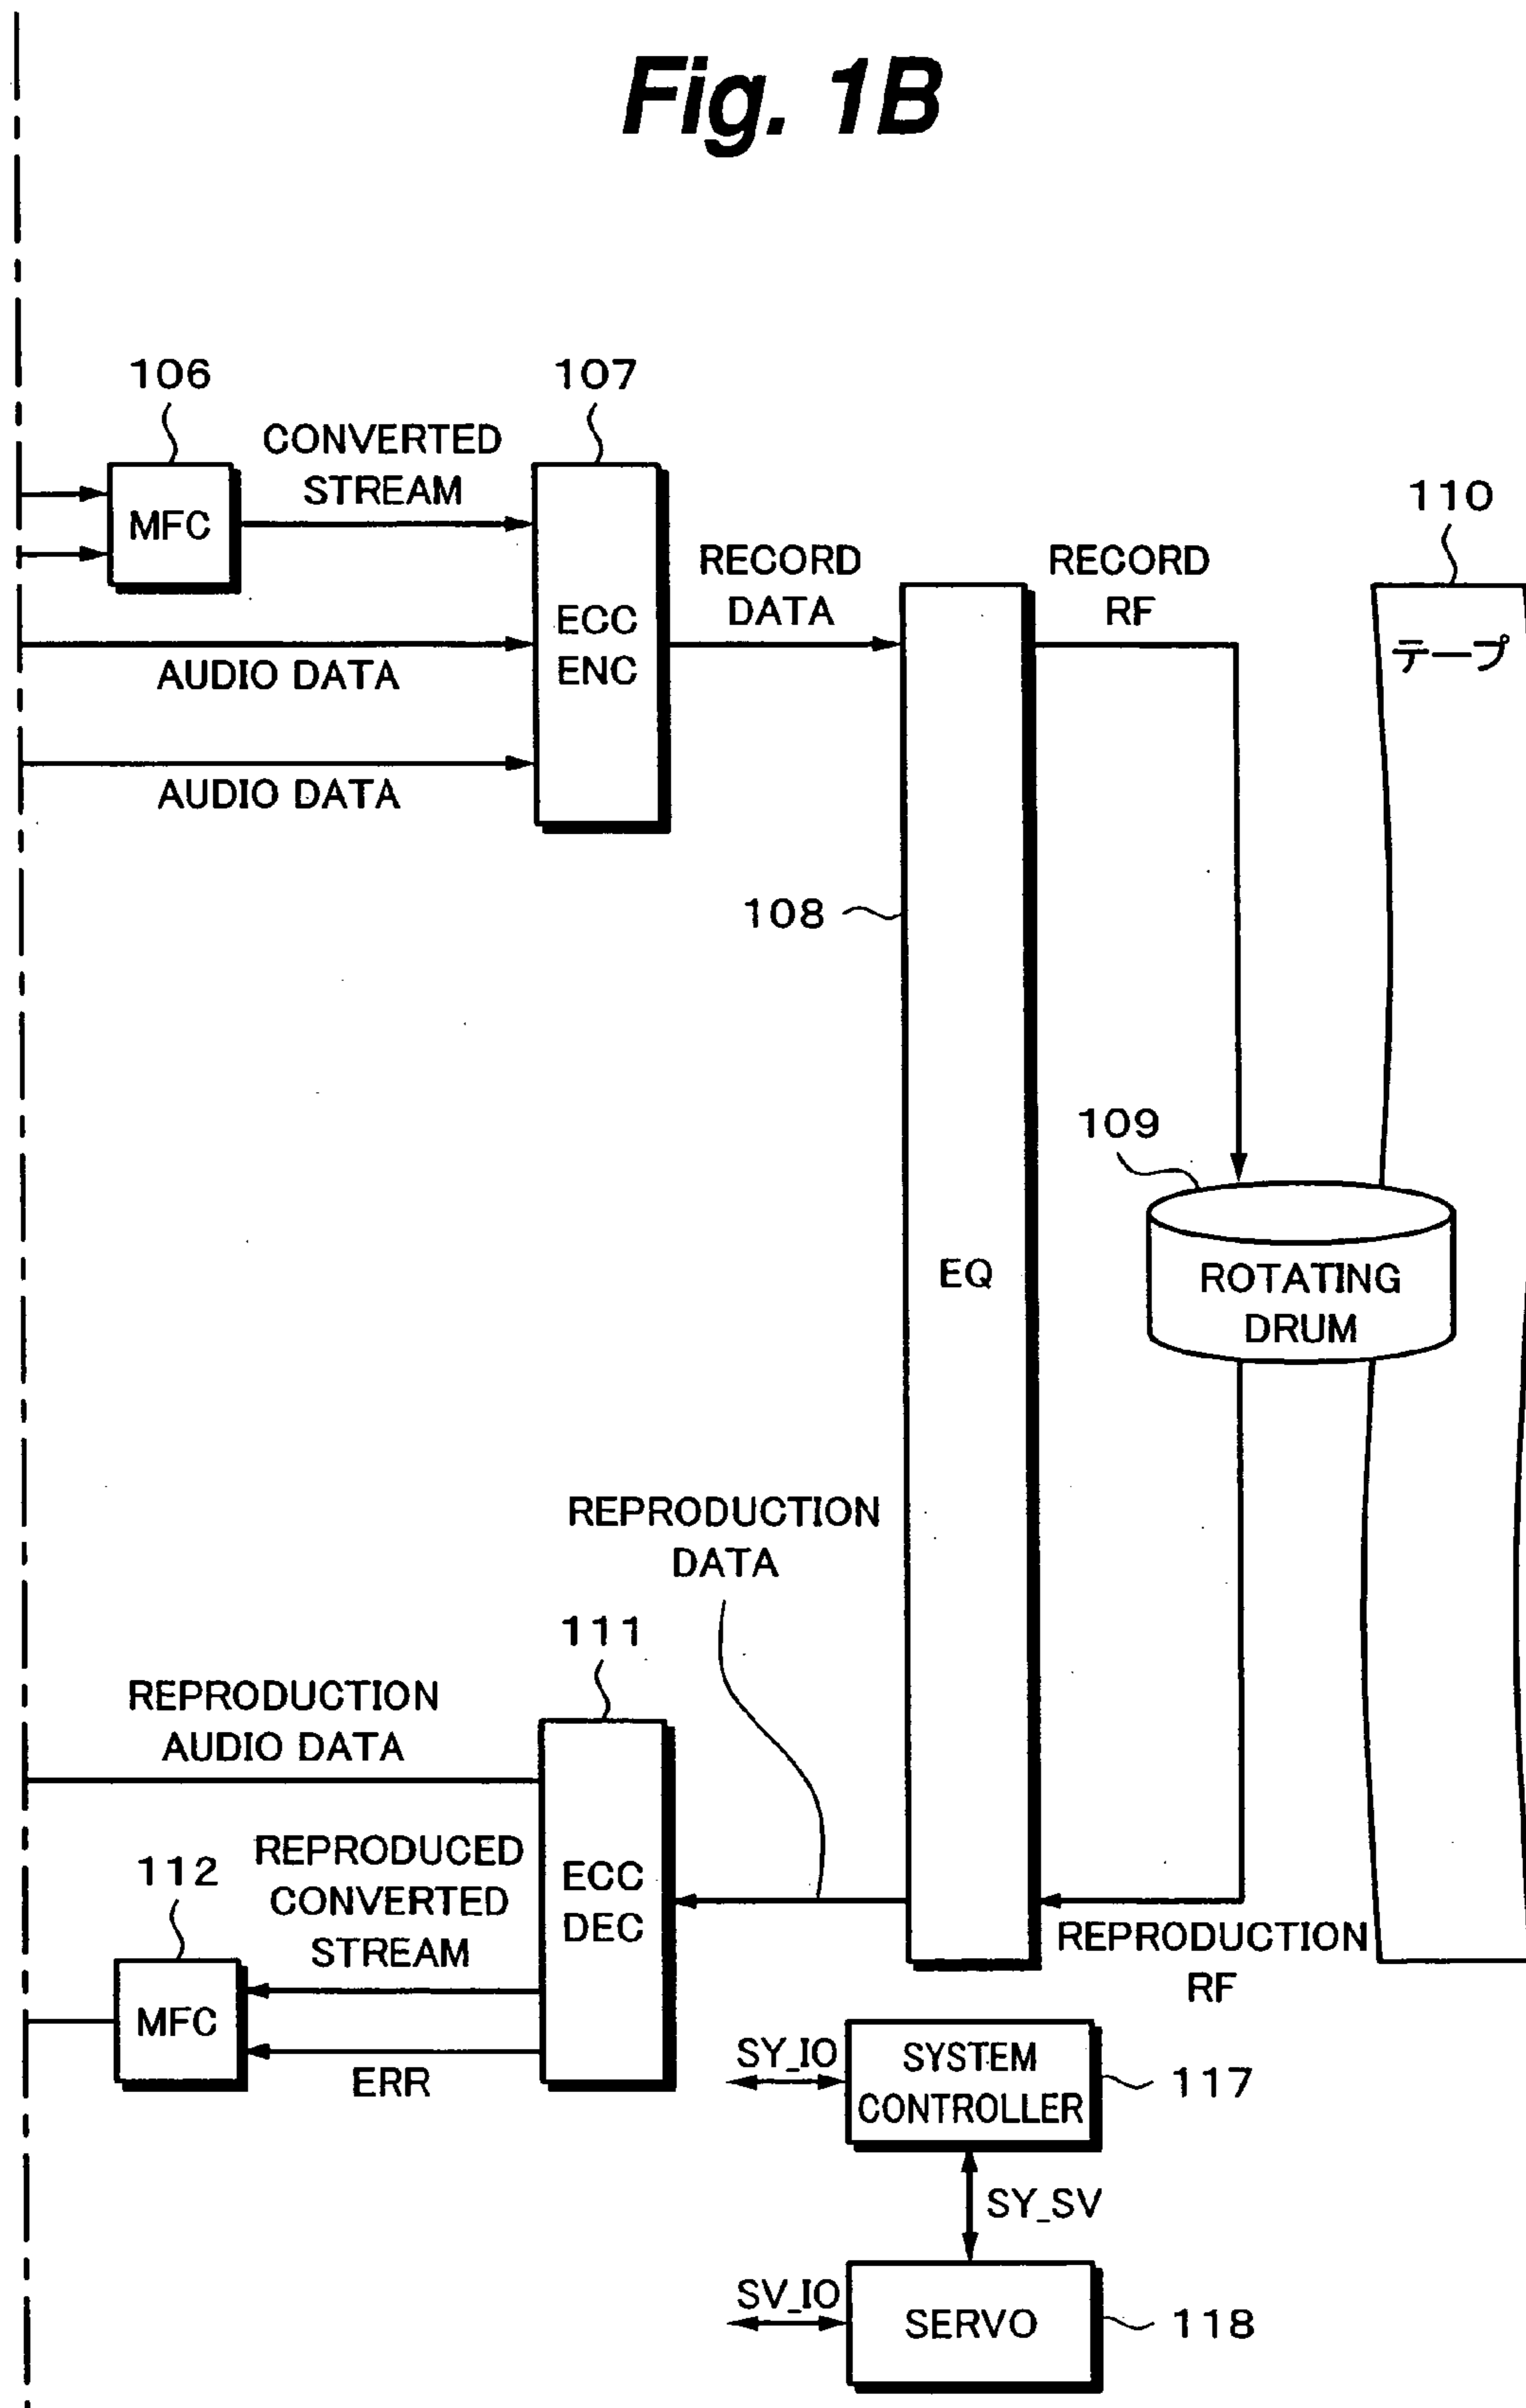 Fig. 1B
106
107
CONVERTED
STREAM
110
MFC
RECORD
DATA
RECORD
RF
ECC
ENC
テープ
AUDIO DATA
AUDIO DATA
108
109
EQ
ROTATING
DRUM
REPRODUCTION
DATA
111
REPRODUCTION
AUDIO DATA
112
REPRODUCED
CONVERTED
STREAM
ECC
DEC
REPRODUCTION
RF
MFC
ERR
SY_IO
SYSTEM
CONTROLLER
117
SY_SV
SV_IO
SERVO
118